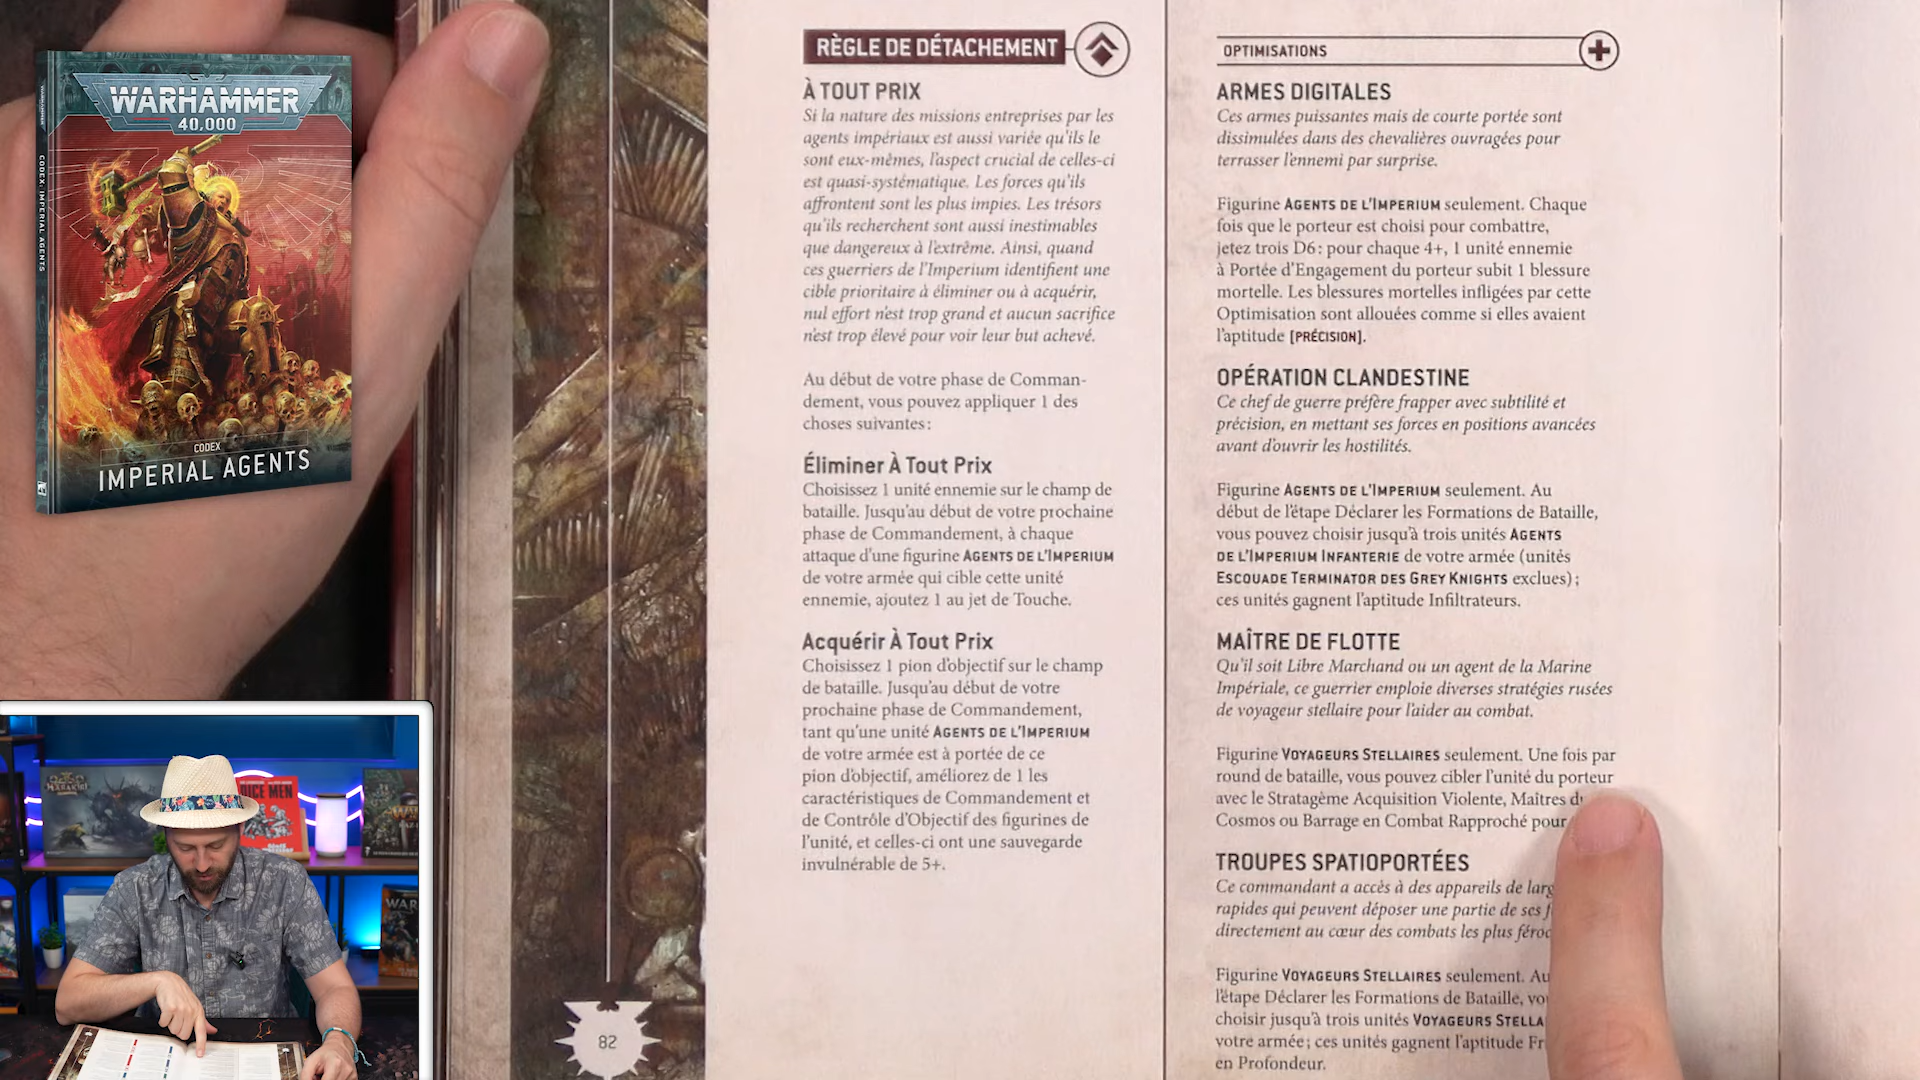 WARHAMMER
40,000
CODEX: IMPERIAL AGENTS
CODEX
IMPERIAL AGENTS
DICE MEN
WAR
82
RÈGLE DE DÉTACHEMENT
À TOUT PRIX
Si la nature des missions entreprises par les
agents impériaux est aussi variée qu'ils le
sont eux-mêmes, l'aspect crucial de celles-ci
est quasi-systématique. Les forces qu'ils
affrontent sont les plus impies. Les trésors
qu'ils recherchent sont aussi inestimables
que dangereux à l'extrême. Ainsi, quand
ces guerriers de l'Imperium identifient une
cible prioritaire à éliminer ou à acquérir,
nul effort n'est trop grand et aucun sacrifice
n'est trop élevé pour voir leur but achevé.
Au début de votre phase de Comman-
dement, vous pouvez appliquer 1 des
choses suivantes :
Éliminer À Tout Prix
Choisissez 1 unité ennemie sur le champ de
bataille. Jusqu'au début de votre prochaine
phase de Commandement, à chaque
attaque d'une figurine AGENTS DE L'IMPERIUM
de votre armée qui cible cette unité
ennemie, ajoutez 1 au jet de Touche.
Acquérir À Tout Prix
Choisissez 1 pion d'objectif sur le champ
de bataille. Jusqu'au début de votre
prochaine phase de Commandement,
tant qu'une unité AGENTS DE L'IMPERIUM
de votre armée est à portée de ce
pion d'objectif, améliorez de 1 les
caractéristiques de Commandement et
de Contrôle d'Objectif des figurines de
l'unité, et celles-ci ont une sauvegarde
invulnérable de 5+.
OPTIMISATIONS
ARMES DIGITALES
Ces armes puissantes mais de courte portée sont
dissimulées dans des chevalières ouvragées pour
terrasser l'ennemi par surprise.
Figurine AGENTS DE L'IMPERIUM seulement. Chaque
fois que le porteur est choisi pour combattre,
jetez trois D6 : pour chaque 4+, 1 unité ennemie
à Portée d'Engagement du porteur subit 1 blessure
mortelle. Les blessures mortelles infligées par cette
Optimisation sont allouées comme si elles avaient
l'aptitude [PRÉCISION].
OPÉRATION CLANDESTINE
Ce chef de guerre préfère frapper avec subtilité et
précision, en mettant ses forces en positions avancées
avant d'ouvrir les hostilités.
Figurine AGENTS DE L'IMPERIUM seulement. Au
début de l'étape Déclarer les Formations de Bataille,
vous pouvez choisir jusqu'à trois unités AGENTS
DE L'IMPERIUM INFANTERIE de votre armée (unités
ESCOUADE TERMINATOR DES GREY KNIGHTS exclues) ;
ces unités gagnent l'aptitude Infiltrateurs.
MAÎTRE DE FLOTTE
Qu'il soit Libre Marchand ou un agent de la Marine
Impériale, ce guerrier emploie diverses stratégies rusées
de voyageur stellaire pour l'aider au combat.
Figurine VOYAGEURS STELLAIRES seulement. Une fois par
round de bataille, vous pouvez cibler l'unité du porteur
avec le Stratagème Acquisition Violente, Maîtres du
Cosmos ou Barrage en Combat Rapproché pour
TROUPES SPATIOPORTÉES
Ce commandant a accès à des appareils de larg
rapides qui peuvent déposer une partie de ses f
directement au cœur des combats les plus féroc
Figurine VOYAGEURS STELLAIRES seulement. Au
l'étape Déclarer les Formations de Bataille, vo
choisir jusqu'à trois unités VOYAGEURS STELLA
votre armée ; ces unités gagnent l'aptitude Fr
en Profondeur.